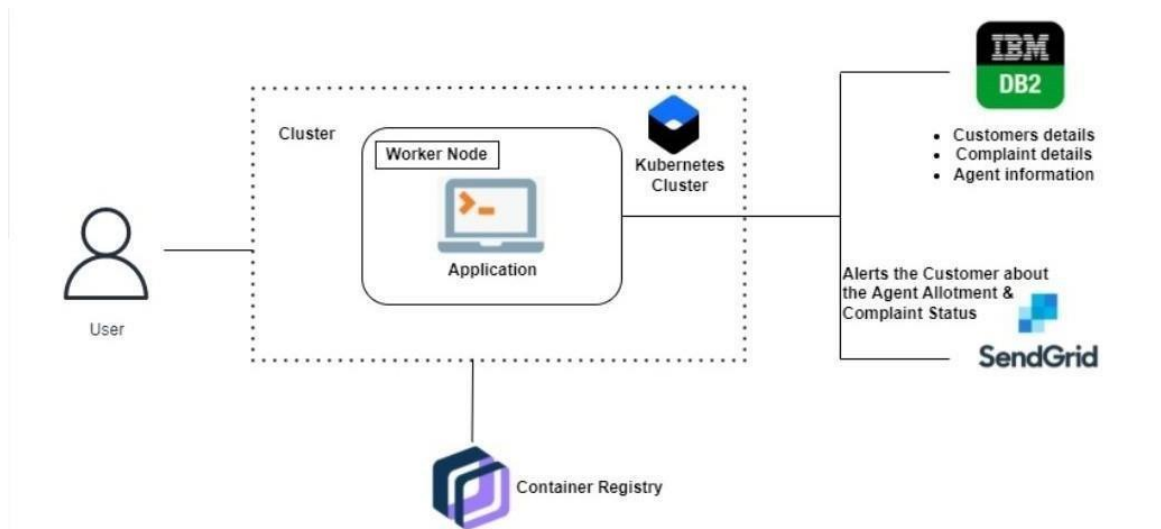 IBM
DB2
Cluster
Worker Node
Kubernetes
Cluster
• Customers details
• Complaint details
• Agent information
Application
User
Alerts the Customer about
the Agent Allotment &
Complaint Status
SendGrid
Container Registry